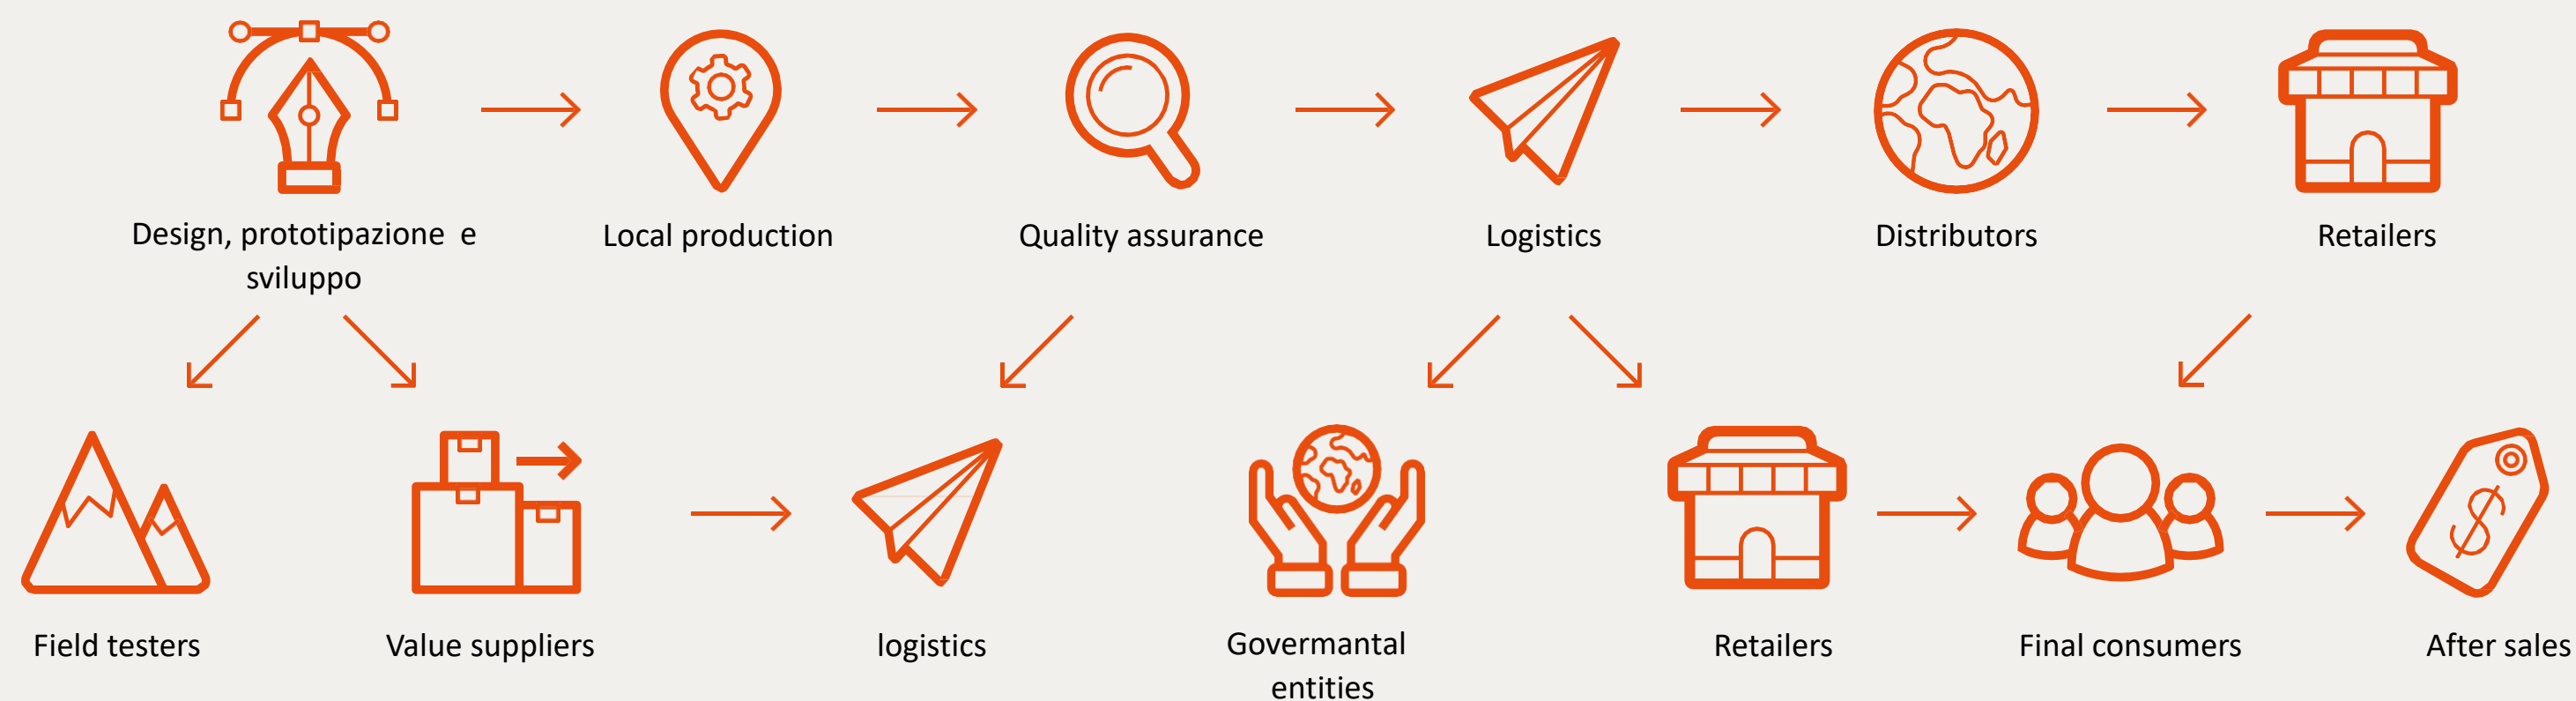 Design, prototipazione e
sviluppo
Local production
Quality assurance
Logistics
Distributors
Retailers
Field testers
Value suppliers
logistics
Govermantal
entities
Retailers
Final consumers
After sales